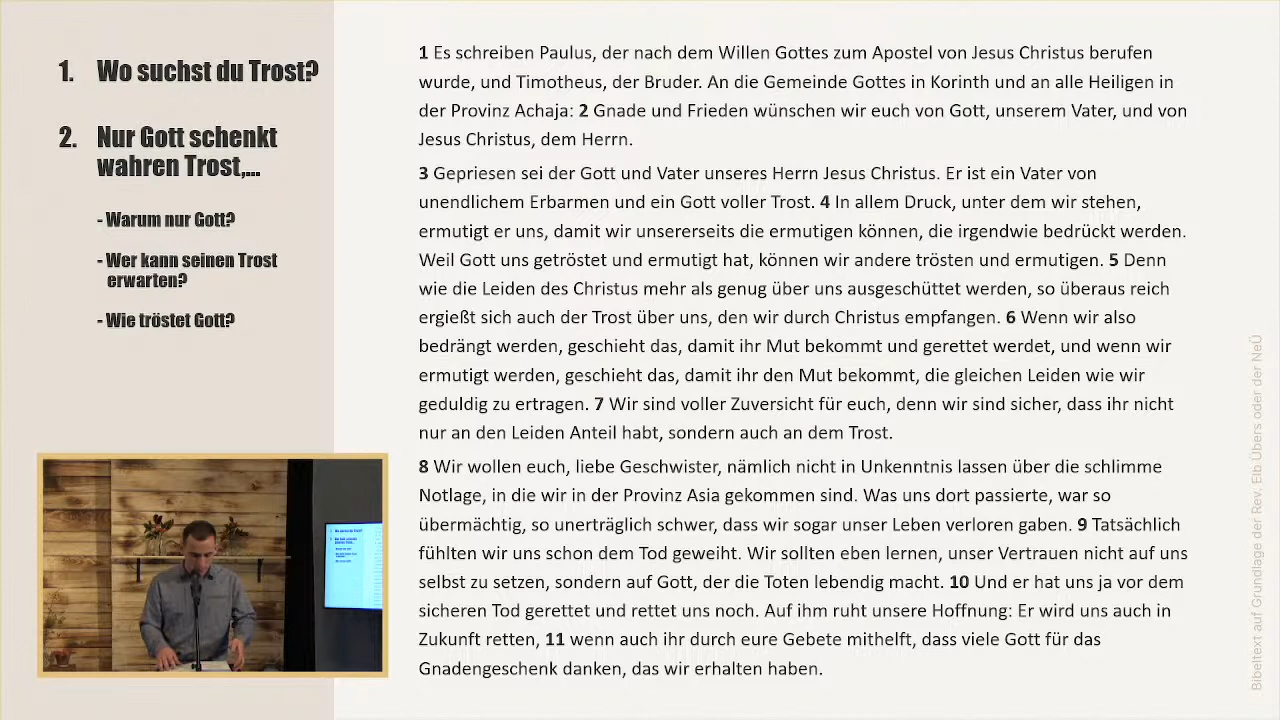 1. Wo suchst du Trost?
2. Nur Gott schenkt
wahren Trost,...
- Warum nur Gott?
- Wer kann seinen Trost
erwarten?
- Wie tröstet Gott?
1 Es schreiben Paulus, der nach dem Willen Gottes zum Apostel von Jesus Christus berufen
wurde, und Timotheus, der Bruder. An die Gemeinde Gottes in Korinth und an alle Heiligen in
der Provinz Achaja: 2 Gnade und Frieden wünschen wir euch von Gott, unserem Vater, und von
Jesus Christus, dem Herrn.
3 Gepriesen sei der Gott und Vater unseres Herrn Jesus Christus. Er ist ein Vater von
unendlichem Erbarmen und ein Gott voller Trost. 4 In allem Druck, unter dem wir stehen,
ermutigt er uns, damit wir unsererseits die ermutigen können, die irgendwie bedrückt werden.
Weil Gott uns getröstet und ermutigt hat, können wir andere trösten und ermutigen. 5 Denn
wie die Leiden des Christus mehr als genug über uns ausgeschüttet werden, so überaus reich
ergießt sich auch der Trost über uns, den wir durch Christus empfangen. 6 Wenn wir also
bedrängt werden, geschieht das, damit ihr Mut bekommt und gerettet werdet, und wenn wir
ermutigt werden, geschieht das, damit ihr den Mut bekommt, die gleichen Leiden wie wir
geduldig zu ertragen. 7 Wir sind voller Zuversicht für euch, denn wir sind sicher, dass ihr nicht
nur an den Leiden Anteil habt, sondern auch an dem Trost.
8 Wir wollen euch, liebe Geschwister, nämlich nicht in Unkenntnis lassen über die schlimme
Notlage, in die wir in der Provinz Asia gekommen sind. Was uns dort passierte, war so
übermächtig, so unerträglich schwer, dass wir sogar unser Leben verloren gaben. 9 Tatsächlich
fühlten wir uns schon dem Tod geweiht. Wir sollten eben lernen, unser Vertrauen nicht auf uns
selbst zu setzen, sondern auf Gott, der die Toten lebendig macht. 10 Und er hat uns ja vor dem
sicheren Tod gerettet und rettet uns noch. Auf ihm ruht unsere Hoffnung: Er wird uns auch in
Zukunft retten, 11 wenn auch ihr durch eure Gebete mithelft, dass viele Gott für das
Gnadengeschenk danken, das wir erhalten haben.
Bibeltext auf Grundlage der Rev. Elb Übers oder der NeÜ